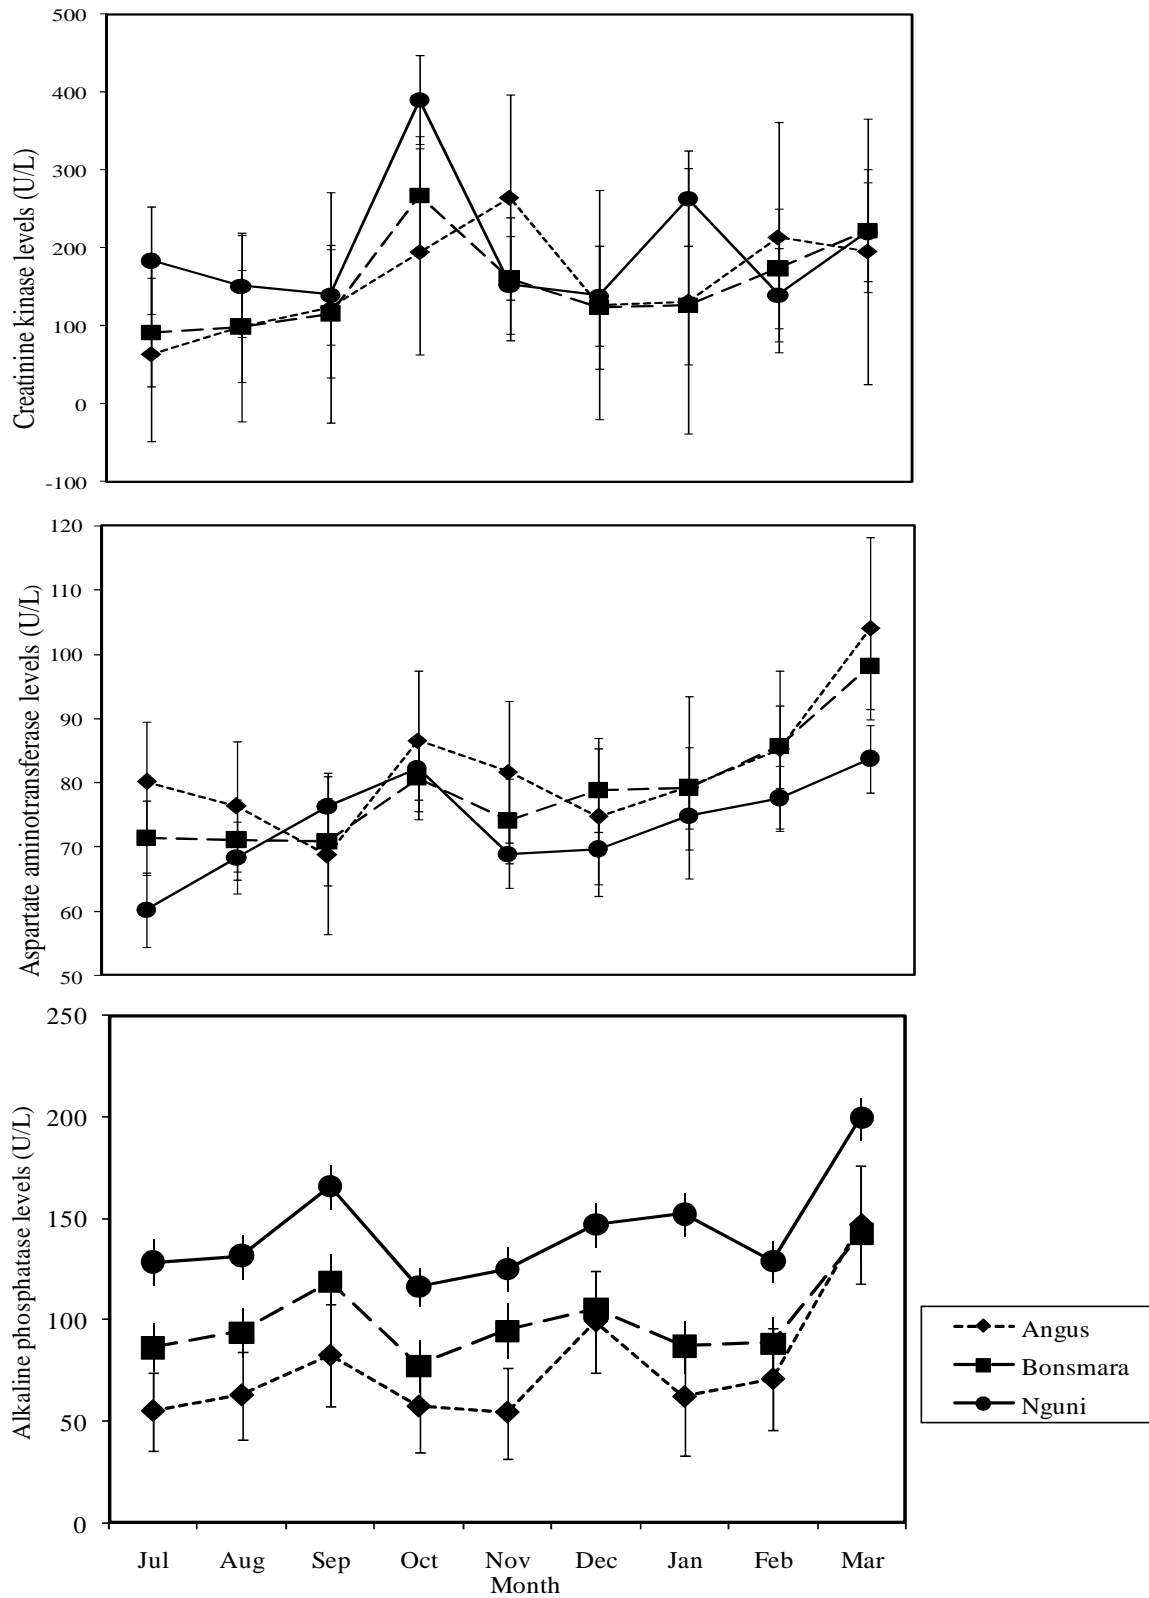 Creatinine kinase levels (U/L)
500
400
300
200
100
0
-100
Aspartate aminotransferase levels (U/L)
120
110
100
90
80
70
60
50
Alkaline phosphatase levels (U/L)
250
200
150
100
50
0
Jul Aug Sep Oct Nov Dec Jan Feb Mar
Month
Angus
Bonsmara
Nguni